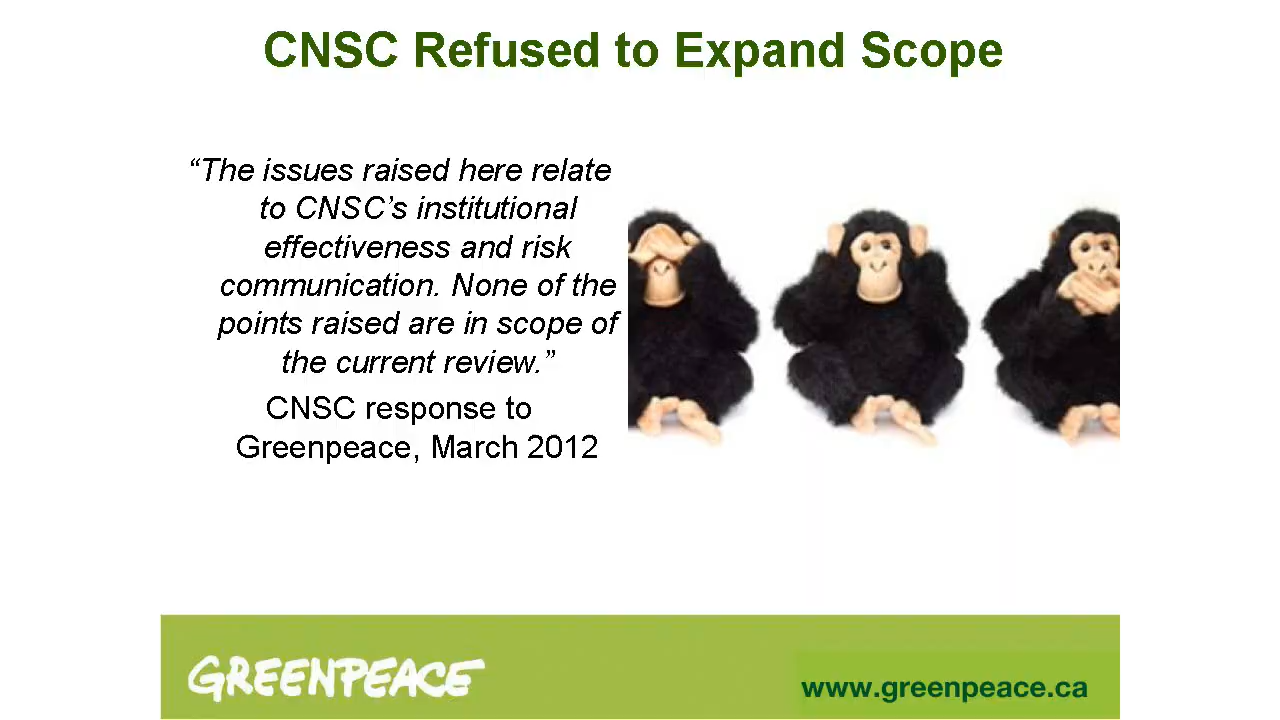 CNSC Refused to Expand Scope
“The issues raised here relate
to CNSC’s institutional
effectiveness and risk
communication. None of the
points raised are in scope of
the current review.”
CNSC response to
Greenpeace, March 2012
GREENPEACE
www.greenpeace.ca